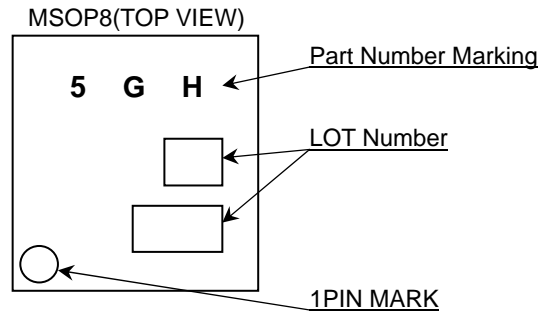 MSOP8(TOP VIEW)
Part Number Marking
5 G H
LOT Number
1PIN MARK